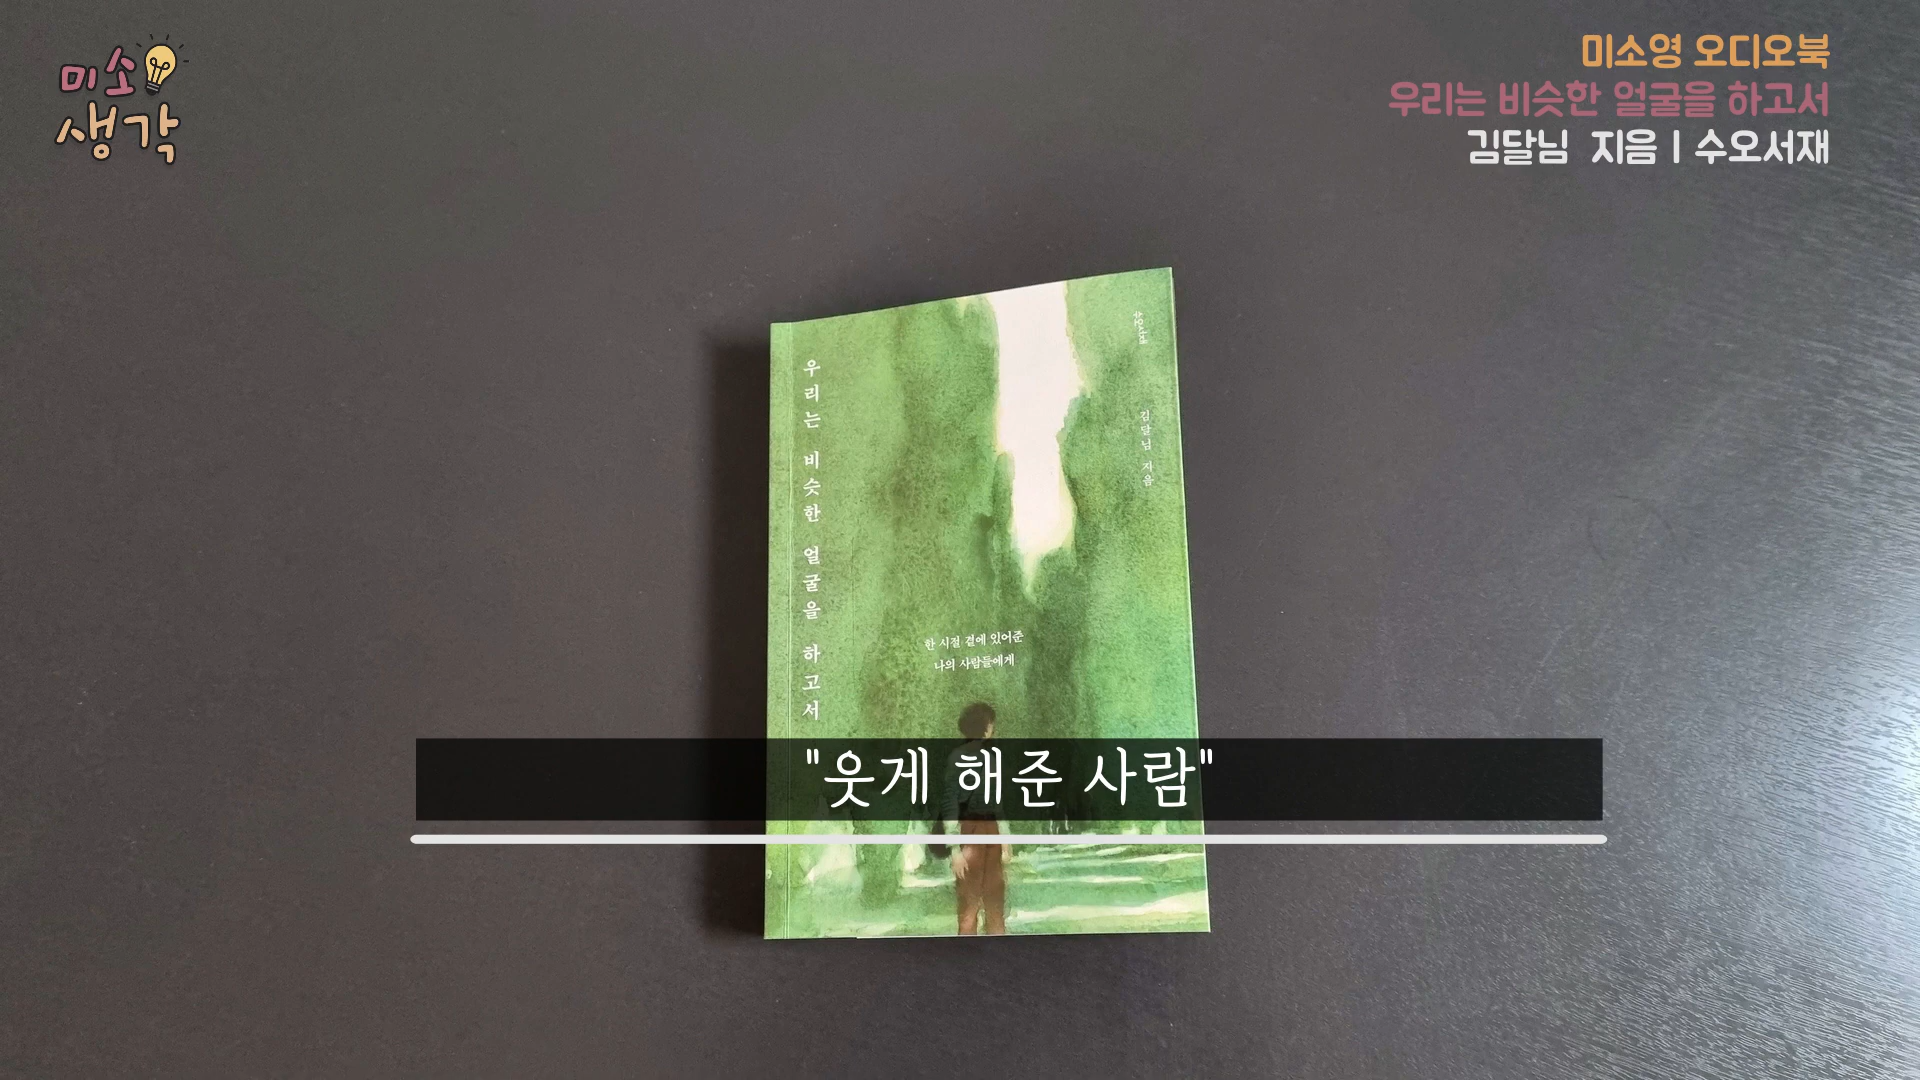 미소
생각
미소영 오디오북
우리는 비슷한 얼굴을 하고서
김달님 지음 | 수오서재
우리는 비슷한 얼굴을 하고서
수오서재
김달님 지음
한 시절 곁에 있어준
나의 사람들에게
"웃게 해준 사람"